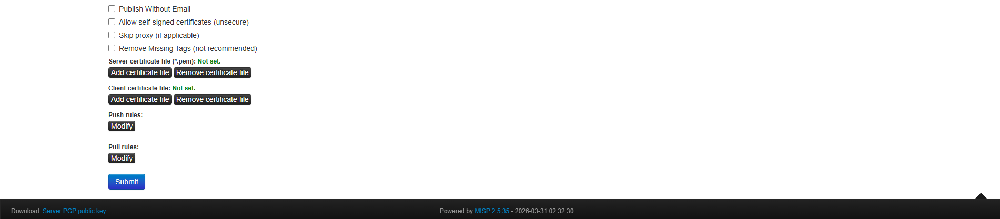 Publish Without Email
Allow self-signed certificates (unsecure)
Skip proxy (if applicable)
Remove Missing Tags (not recommended)
Server certificate file (*.pem): Not set.
Add certificate file Remove certificate file
Client certificate file: Not set.
Add certificate file Remove certificate file
Push rules:
Modify
Pull rules:
Modify
Submit
Download: Server PGP public key Powered by MISP 2.5.35 - 2026-03-31 02:32:30